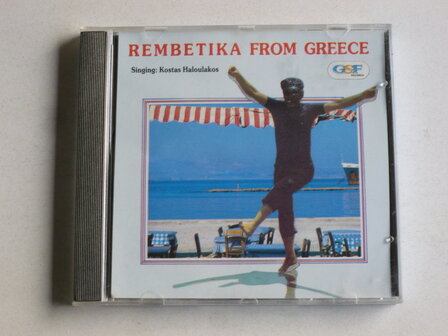 REMBETIKA FROM GREECE
Singing: Kostas Haloulakos
GSF